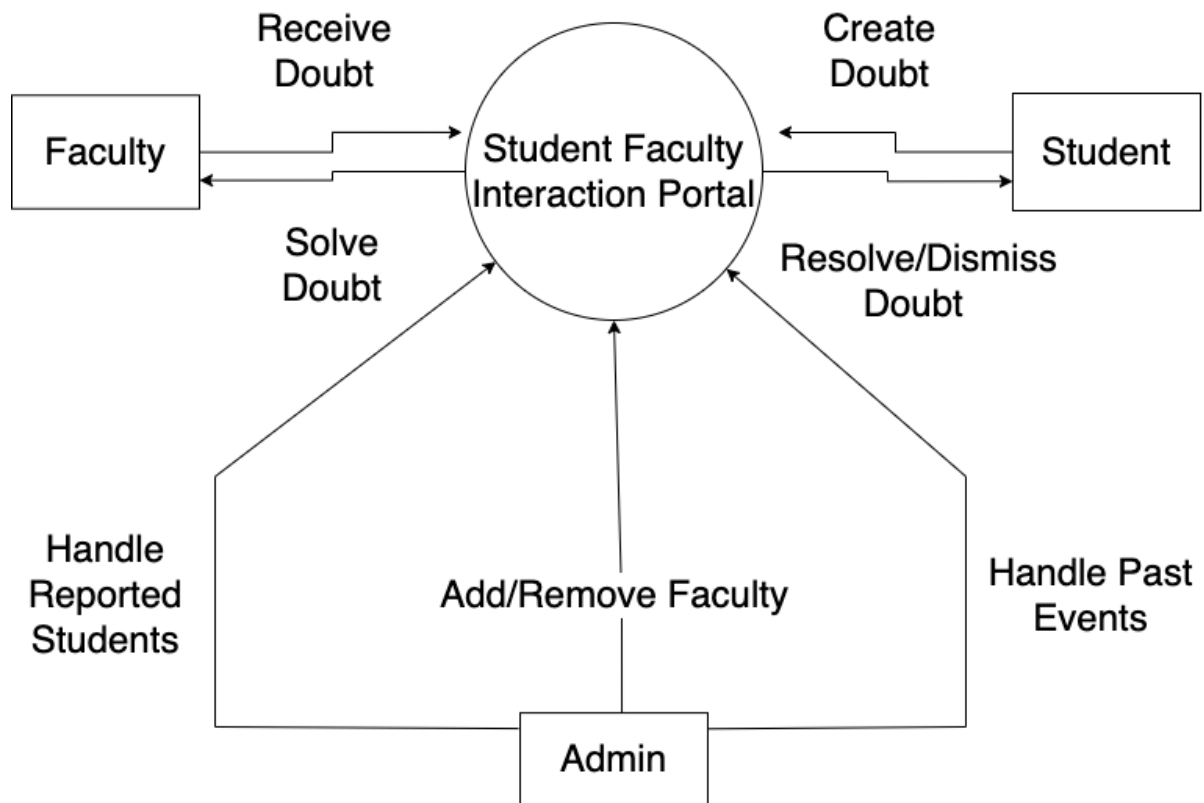 Receive
Doubt
Create
Doubt
Faculty
Student Faculty
Interaction Portal
Student
Solve
Doubt
Resolve/Dismiss
Doubt
Handle
Reported
Students
Add/Remove Faculty
Handle Past
Events
Admin